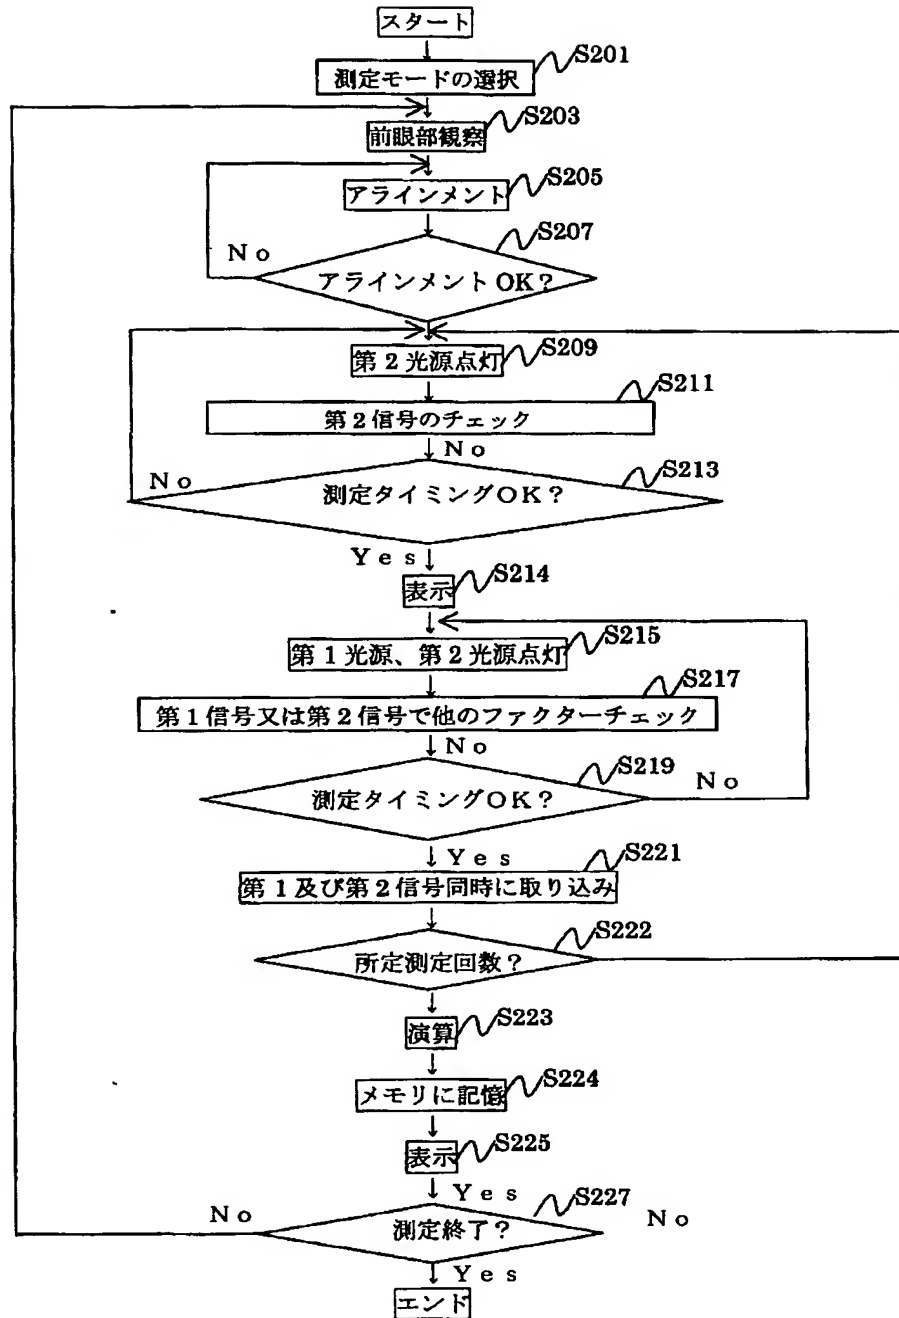 スタート
S201
測定モードの選択
S203
前眼部観察
S205
アラインメント
S207
No
アラインメントOK?
S209
第2光源点灯
S211
第2信号のチェック
No
S213
No
測定タイミングOK?
Yes
S214
表示
S215
第1光源、第2光源点灯
S217
第1信号又は第2信号で他のファクターチェック
No
S219
No
測定タイミングOK?
Yes
S221
第1及び第2信号同時に取り込み
S222
所定測定回数?
S223
演算
S224
メモリに記憶
S225
表示
Yes
S227
No
No
測定終了?
Yes
エンド